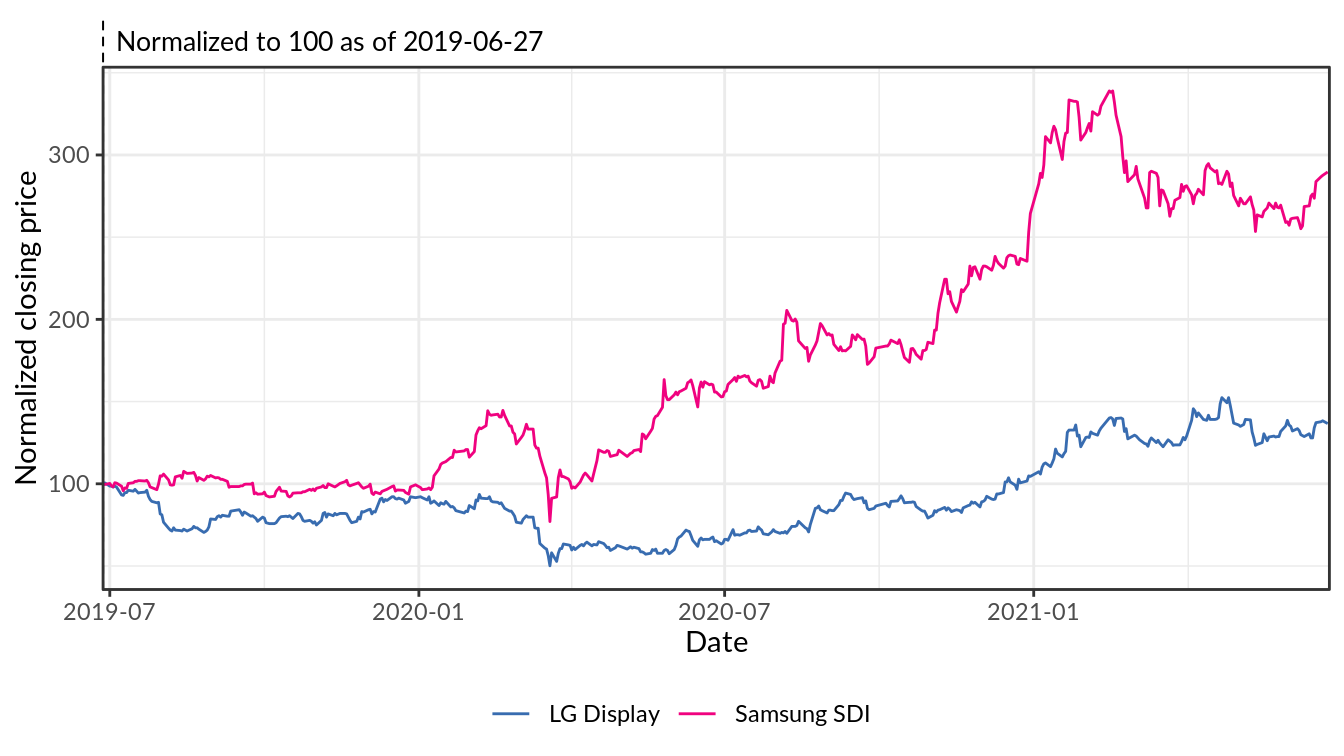 Normalized to 100 as of 2019-06-27
Normalized closing price
300
200
100
2019-07
2020-01
2020-07
2021-01
Date
LG Display
Samsung SDI